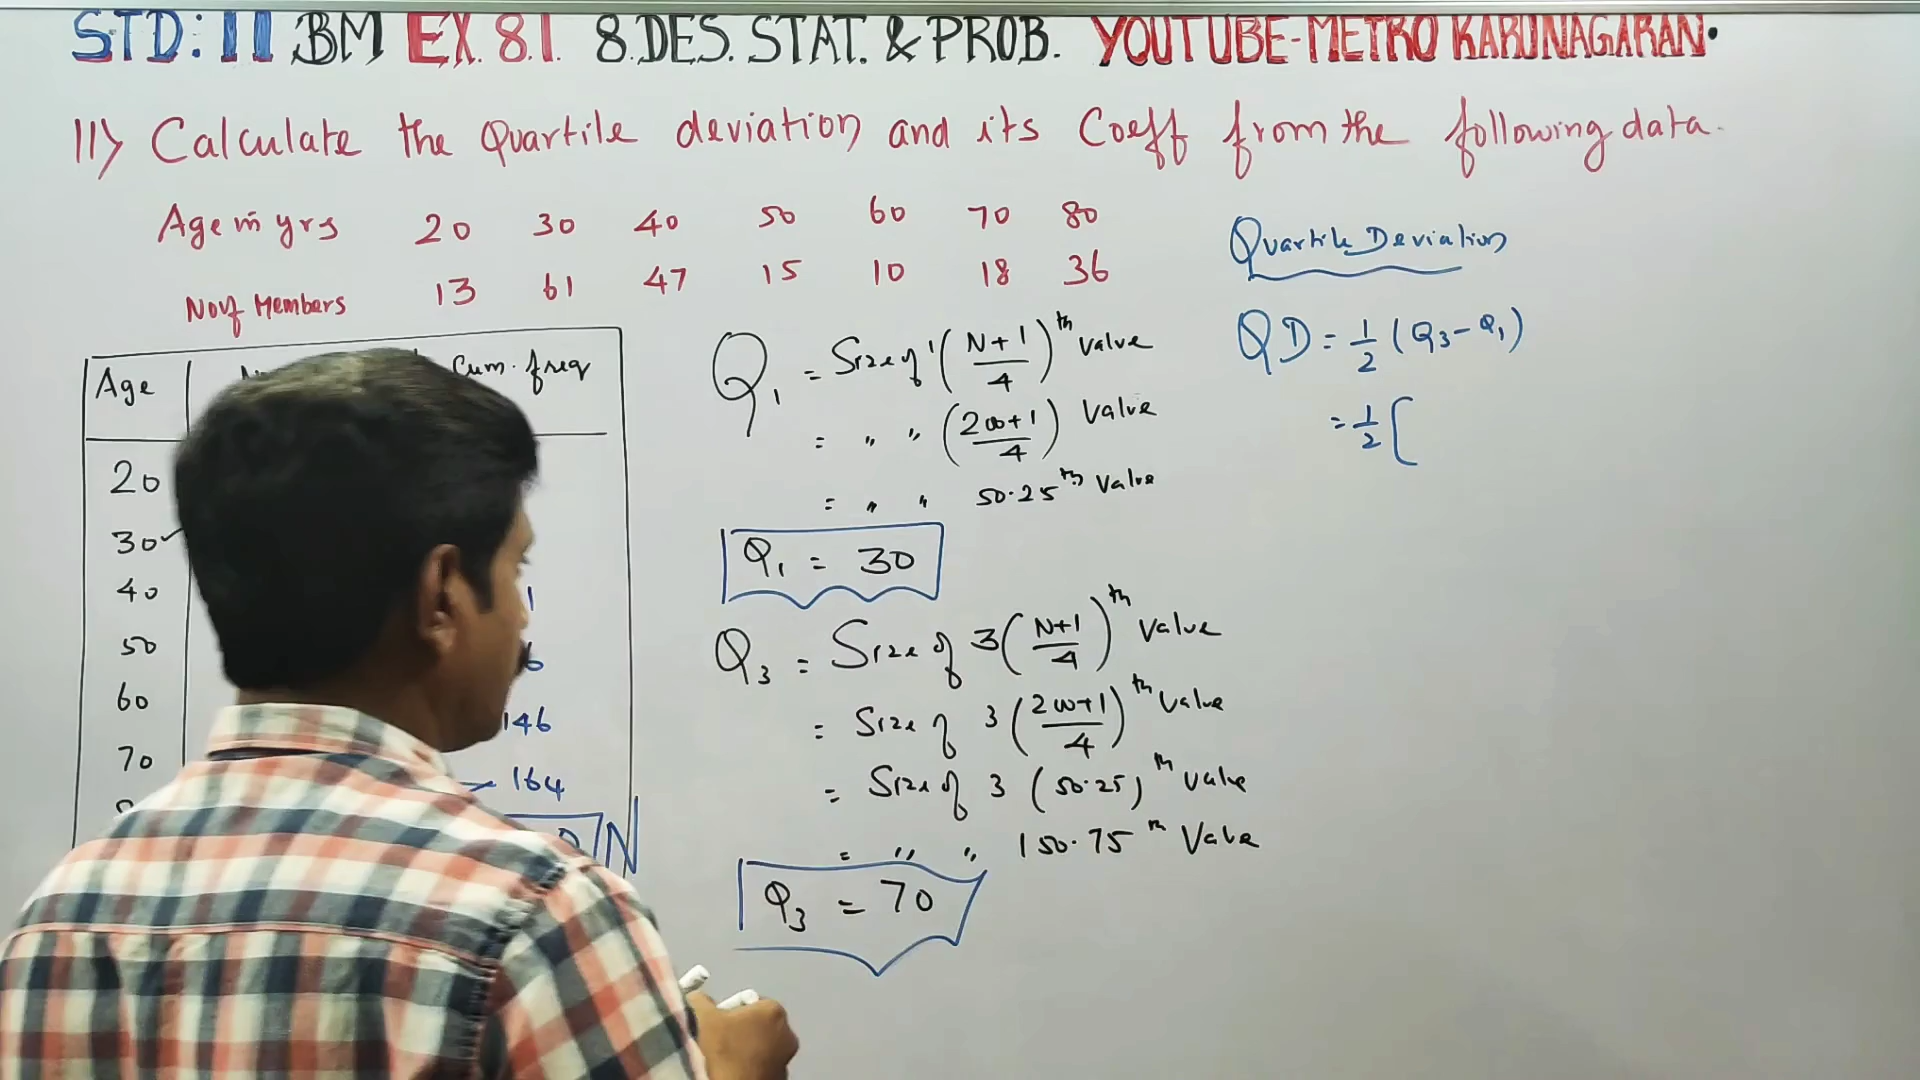 STD: 11 BM EX. 8.1. 8.DES. STAT. & PROB. YOUTUBE-METRO KARUNAGARAN.
11) Calculate the Quartile deviation and its Coeff from the following data.
Age in yrs 20 30 40 50 60 70 80
No of Members 13 61 47 15 10 18 36
Age Cum. freq
20
30
40
50
60
70
146
164
N
Q₁ = Size of (N+1/4)th value
= " " (200+1/4) value
= " " 50.25th value
Q₁ = 30
Q₃ = Size of 3(N+1/4)th value
= Size of 3(200+1/4)th value
= Size of 3 (50.25)th value
= " " 150.75th value
Q₃ = 70
Quartile Deviation
QD = 1/2 (Q₃ - Q₁)
= 1/2 [